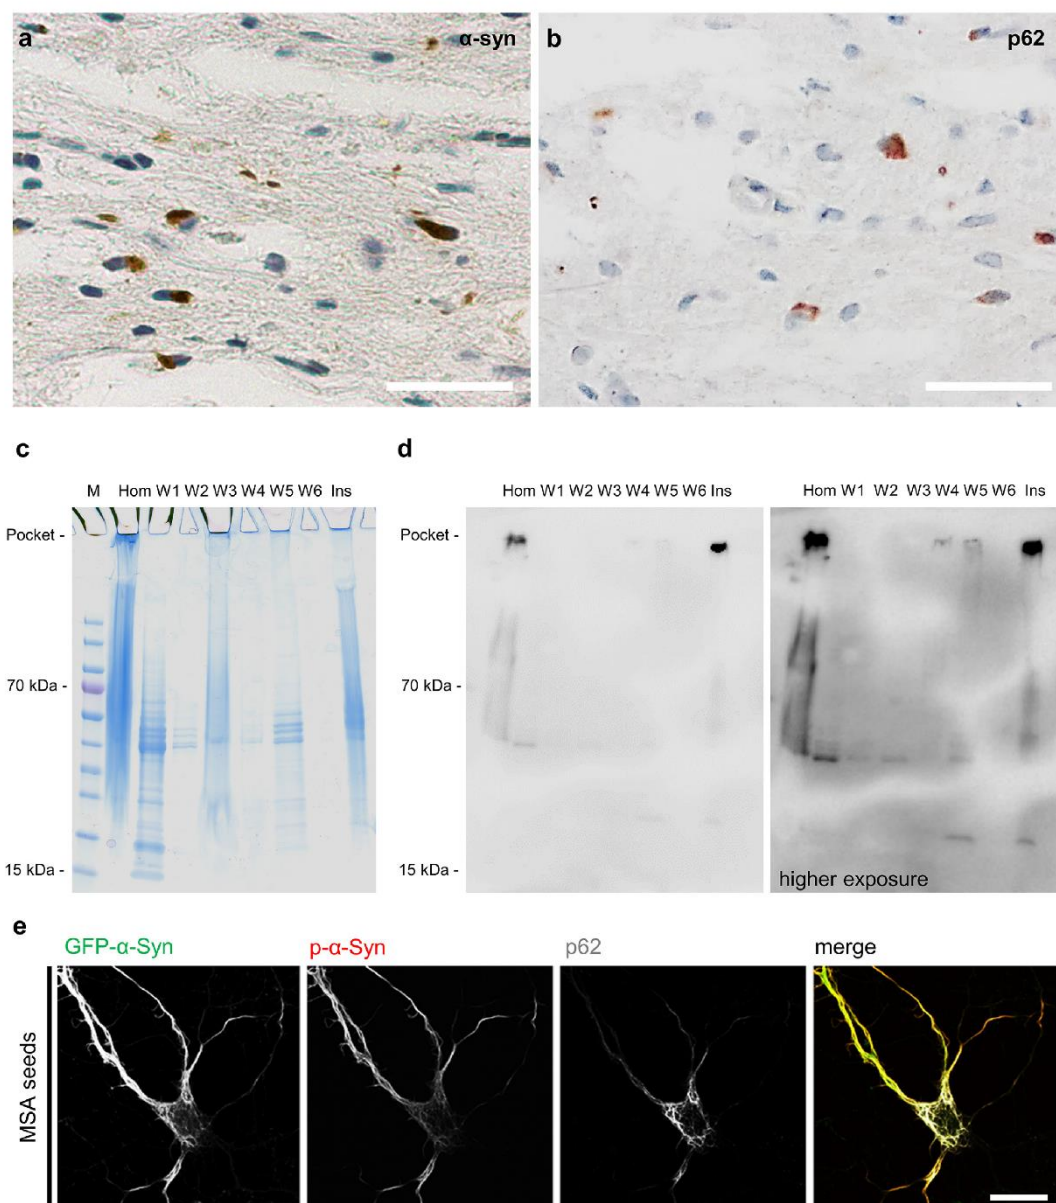 a
α-syn
b
p62
c
d
M Hom W1 W2 W3 W4 W5 W6 Ins
Hom W1 W2 W3 W4 W5 W6 Ins
Hom W1 W2 W3 W4 W5 W6 Ins
Pocket -
Pocket -
70 kDa -
70 kDa -
15 kDa -
15 kDa -
higher exposure
e
GFP-α-Syn
p-α-Syn
p62
merge
MSA seeds